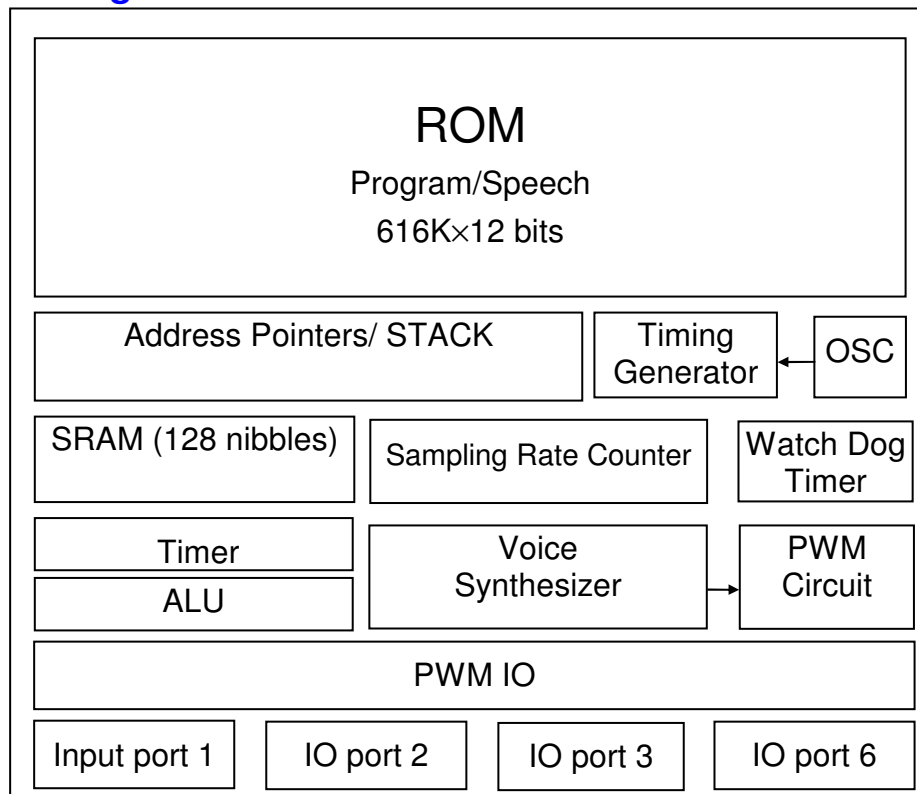 ROM
Program/Speech
616K×12 bits
Address Pointers/ STACK
Timing
Generator
OSC
SRAM (128 nibbles)
Sampling Rate Counter
Watch Dog
Timer
Timer
ALU
Voice
Synthesizer
PWM
Circuit
PWM IO
Input port 1
IO port 2
IO port 3
IO port 6